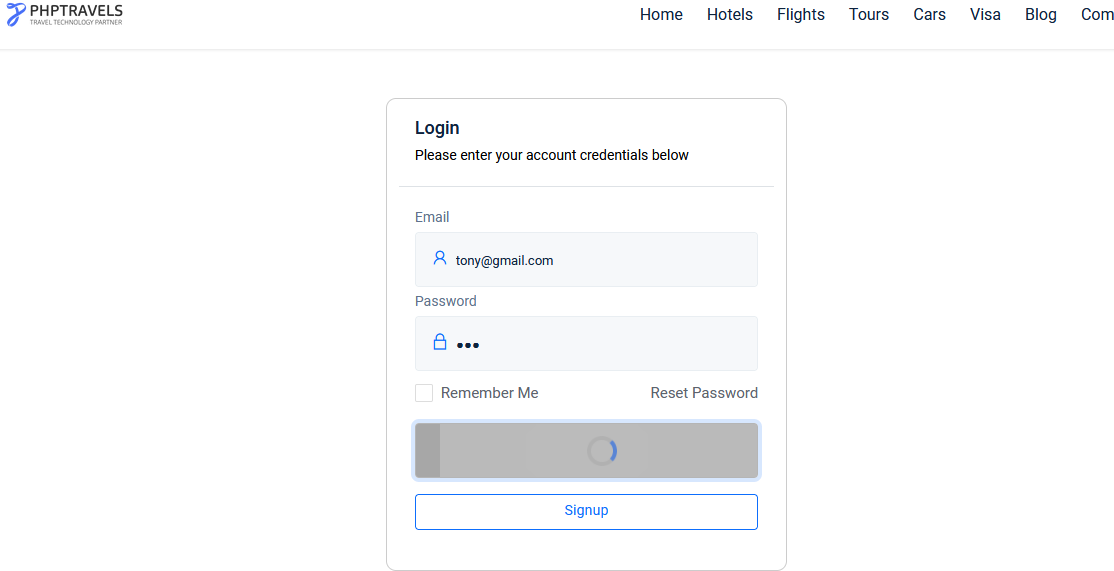 PHPTRAVELS
TRAVEL TECHNOLOGY PARTNER
Home Hotels Flights Tours Cars Visa Blog Com
Login
Please enter your account credentials below
Email
tony@gmail.com
Password
•••
Remember Me Reset Password
Signup